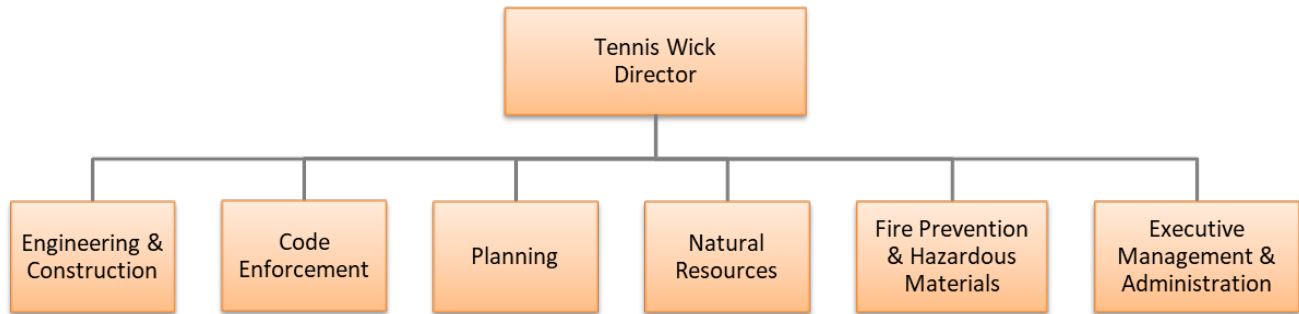 Tennis Wick
Director
Engineering &
Construction
Code
Enforcement
Planning
Natural
Resources
Fire Prevention
& Hazardous
Materials
Executive
Management &
Administration